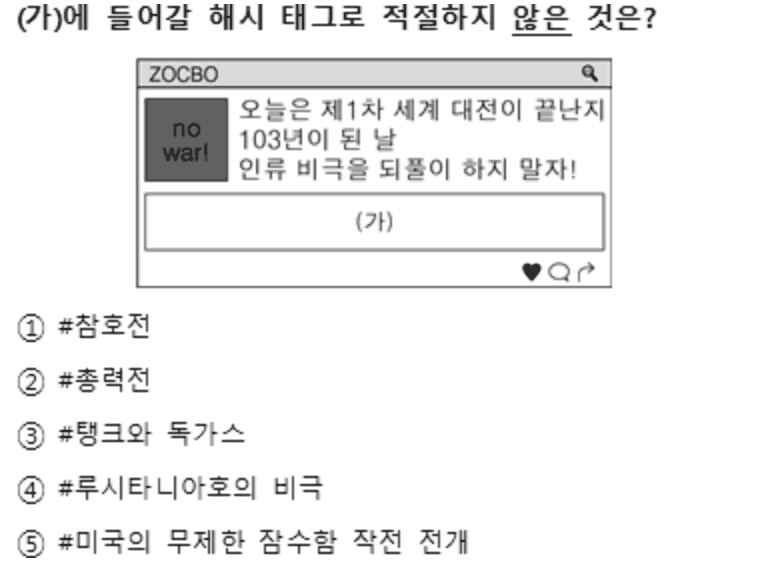 (가)에 들어갈 해시 태그로 적절하지 않은 것은?
ZOCBO
no
war!
오늘은 제1차 세계 대전이 끝난지
103년이 된 날
인류 비극을 되풀이 하지 말자!
(가)
① #참호전
② #총력전
③ #탱크와 독가스
④ #루시타니아호의 비극
⑤ #미국의 무제한 잠수함 작전 전개